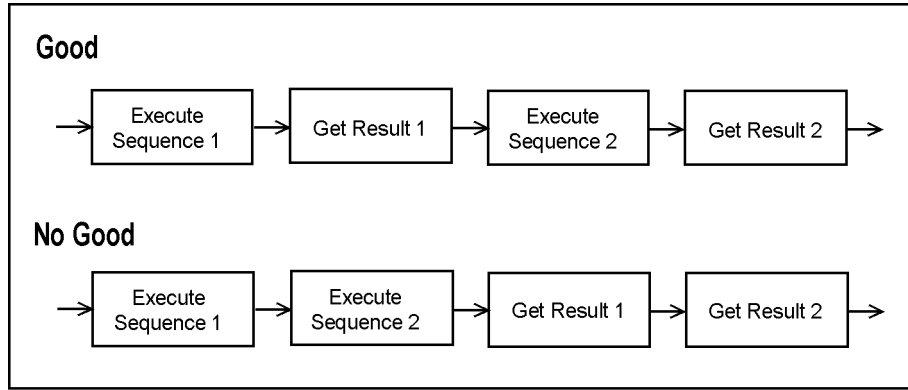 Good
Execute
Sequence 1
Get Result 1
Execute
Sequence 2
Get Result 2
No Good
Execute
Sequence 1
Execute
Sequence 2
Get Result 1
Get Result 2